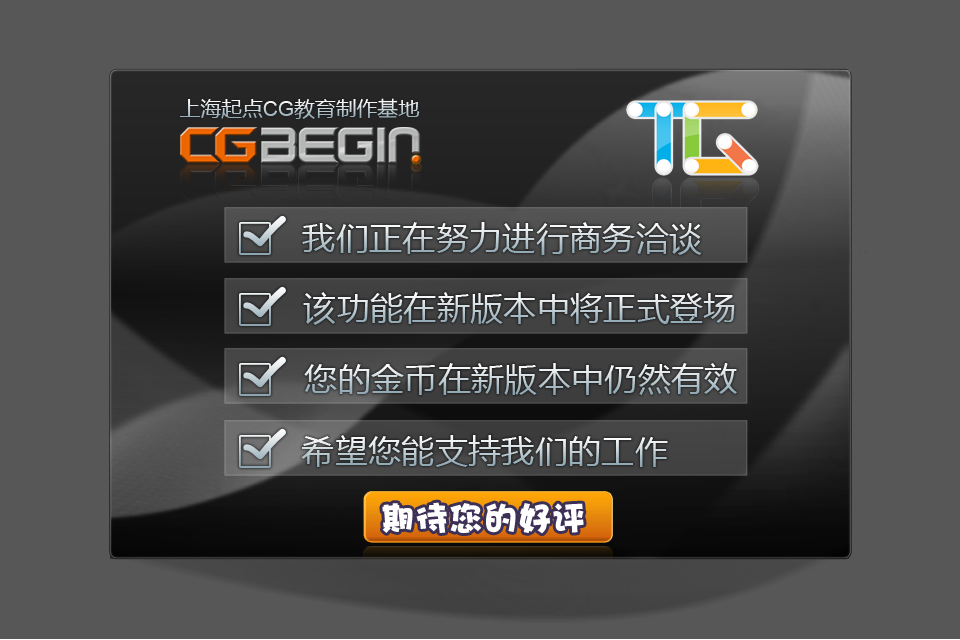 上海起点CG教育制作基地
CGBEGIN
TG
我们正在努力进行商务洽谈
该功能在新版本中将正式登场
您的金币在新版本中仍然有效
希望您能支持我们的工作
期待您的好评